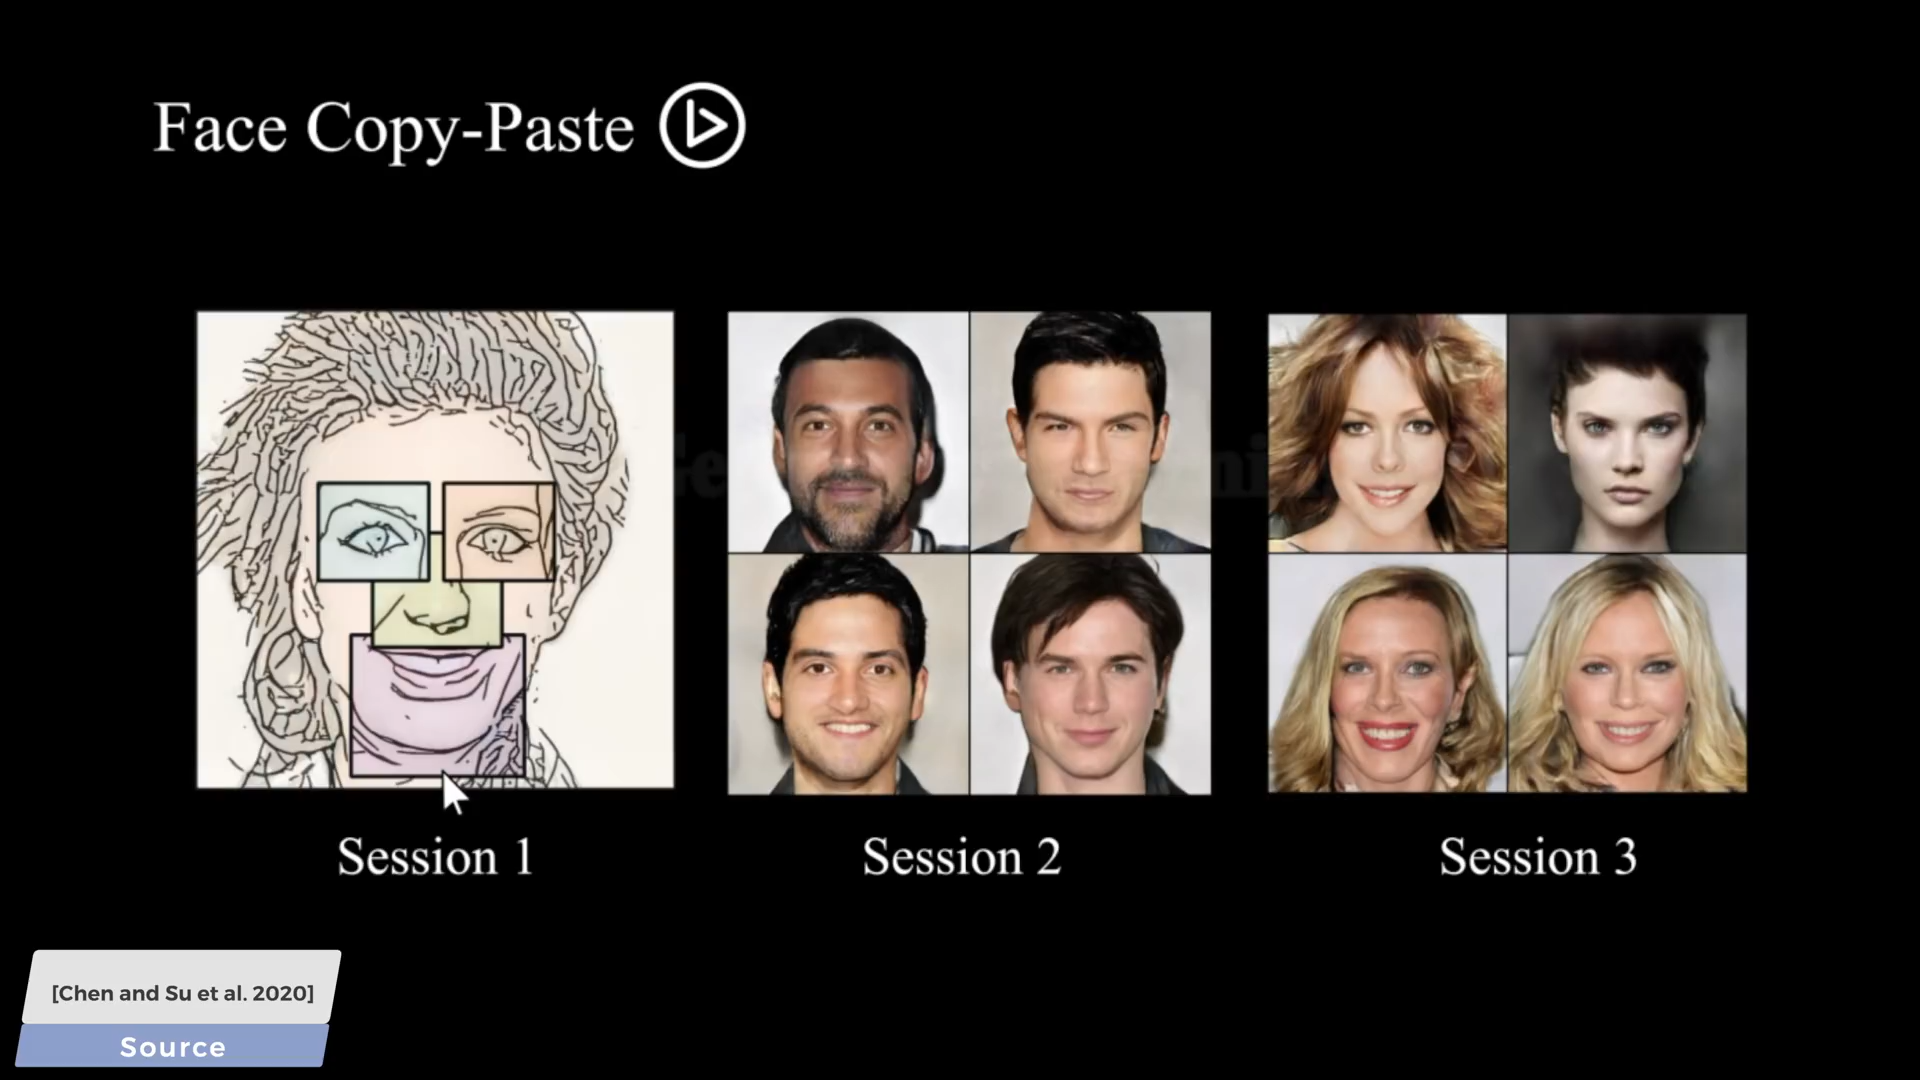 Face Copy-Paste
Session 1
Session 2
Session 3
[Chen and Su et al. 2020]
Source